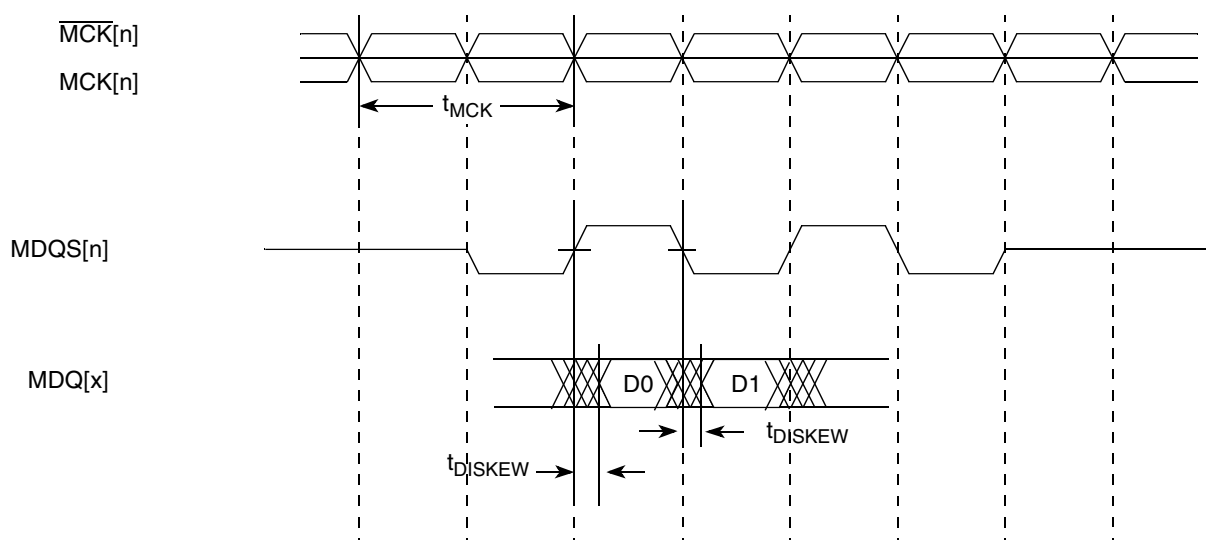 MCK[n]
MCK[n]
tMCK
MDQS[n]
MDQ[x]
D0
D1
tDISKEW
tDISKEW